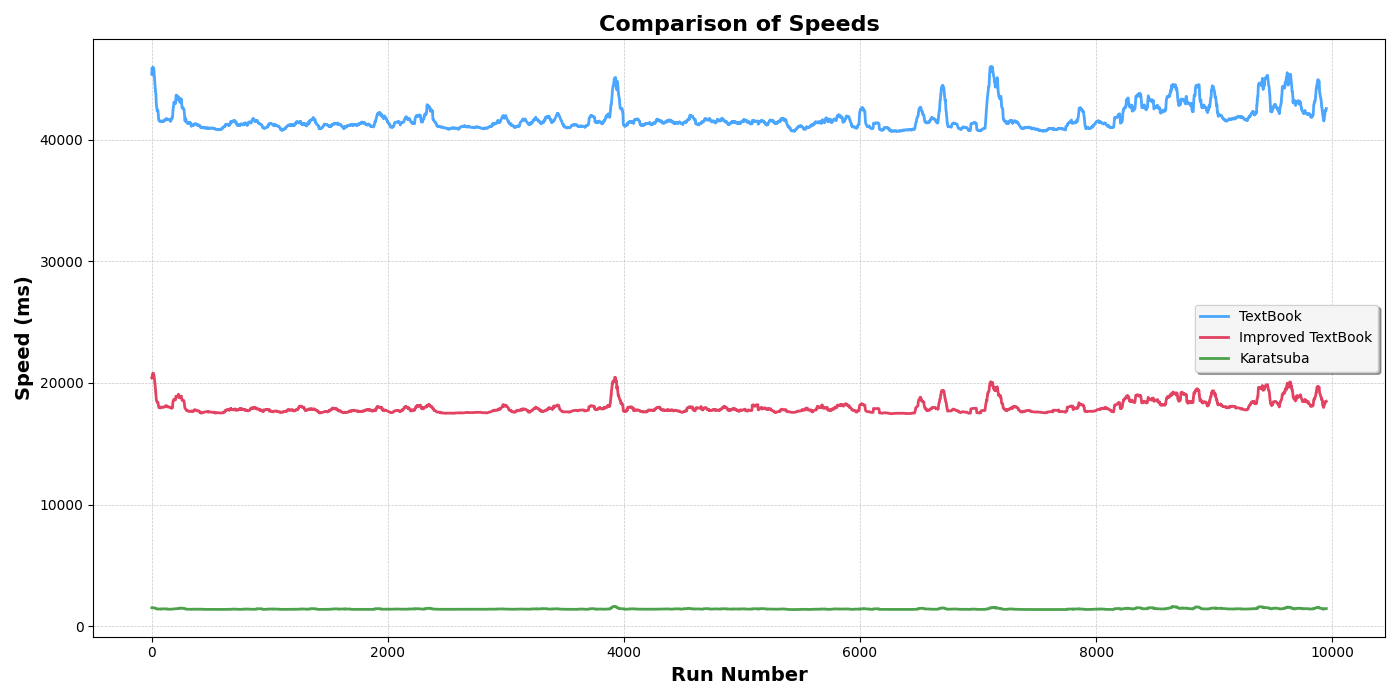 Comparison of Speeds
Speed (ms)
40000
30000
20000
10000
0
TextBook
Improved TextBook
Karatsuba
0 2000 4000 6000 8000 10000
Run Number